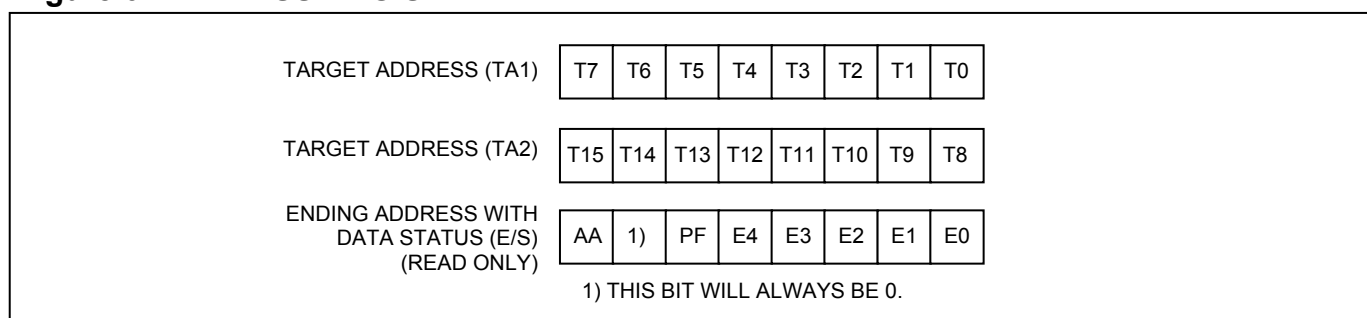 TARGET ADDRESS (TA1) T7 T6 T5 T4 T3 T2 T1 T0
TARGET ADDRESS (TA2) T15 T14 T13 T12 T11 T10 T9 T8
ENDING ADDRESS WITH
DATA STATUS (E/S)
(READ ONLY)
AA 1) PF E4 E3 E2 E1 E0
1) THIS BIT WILL ALWAYS BE 0.